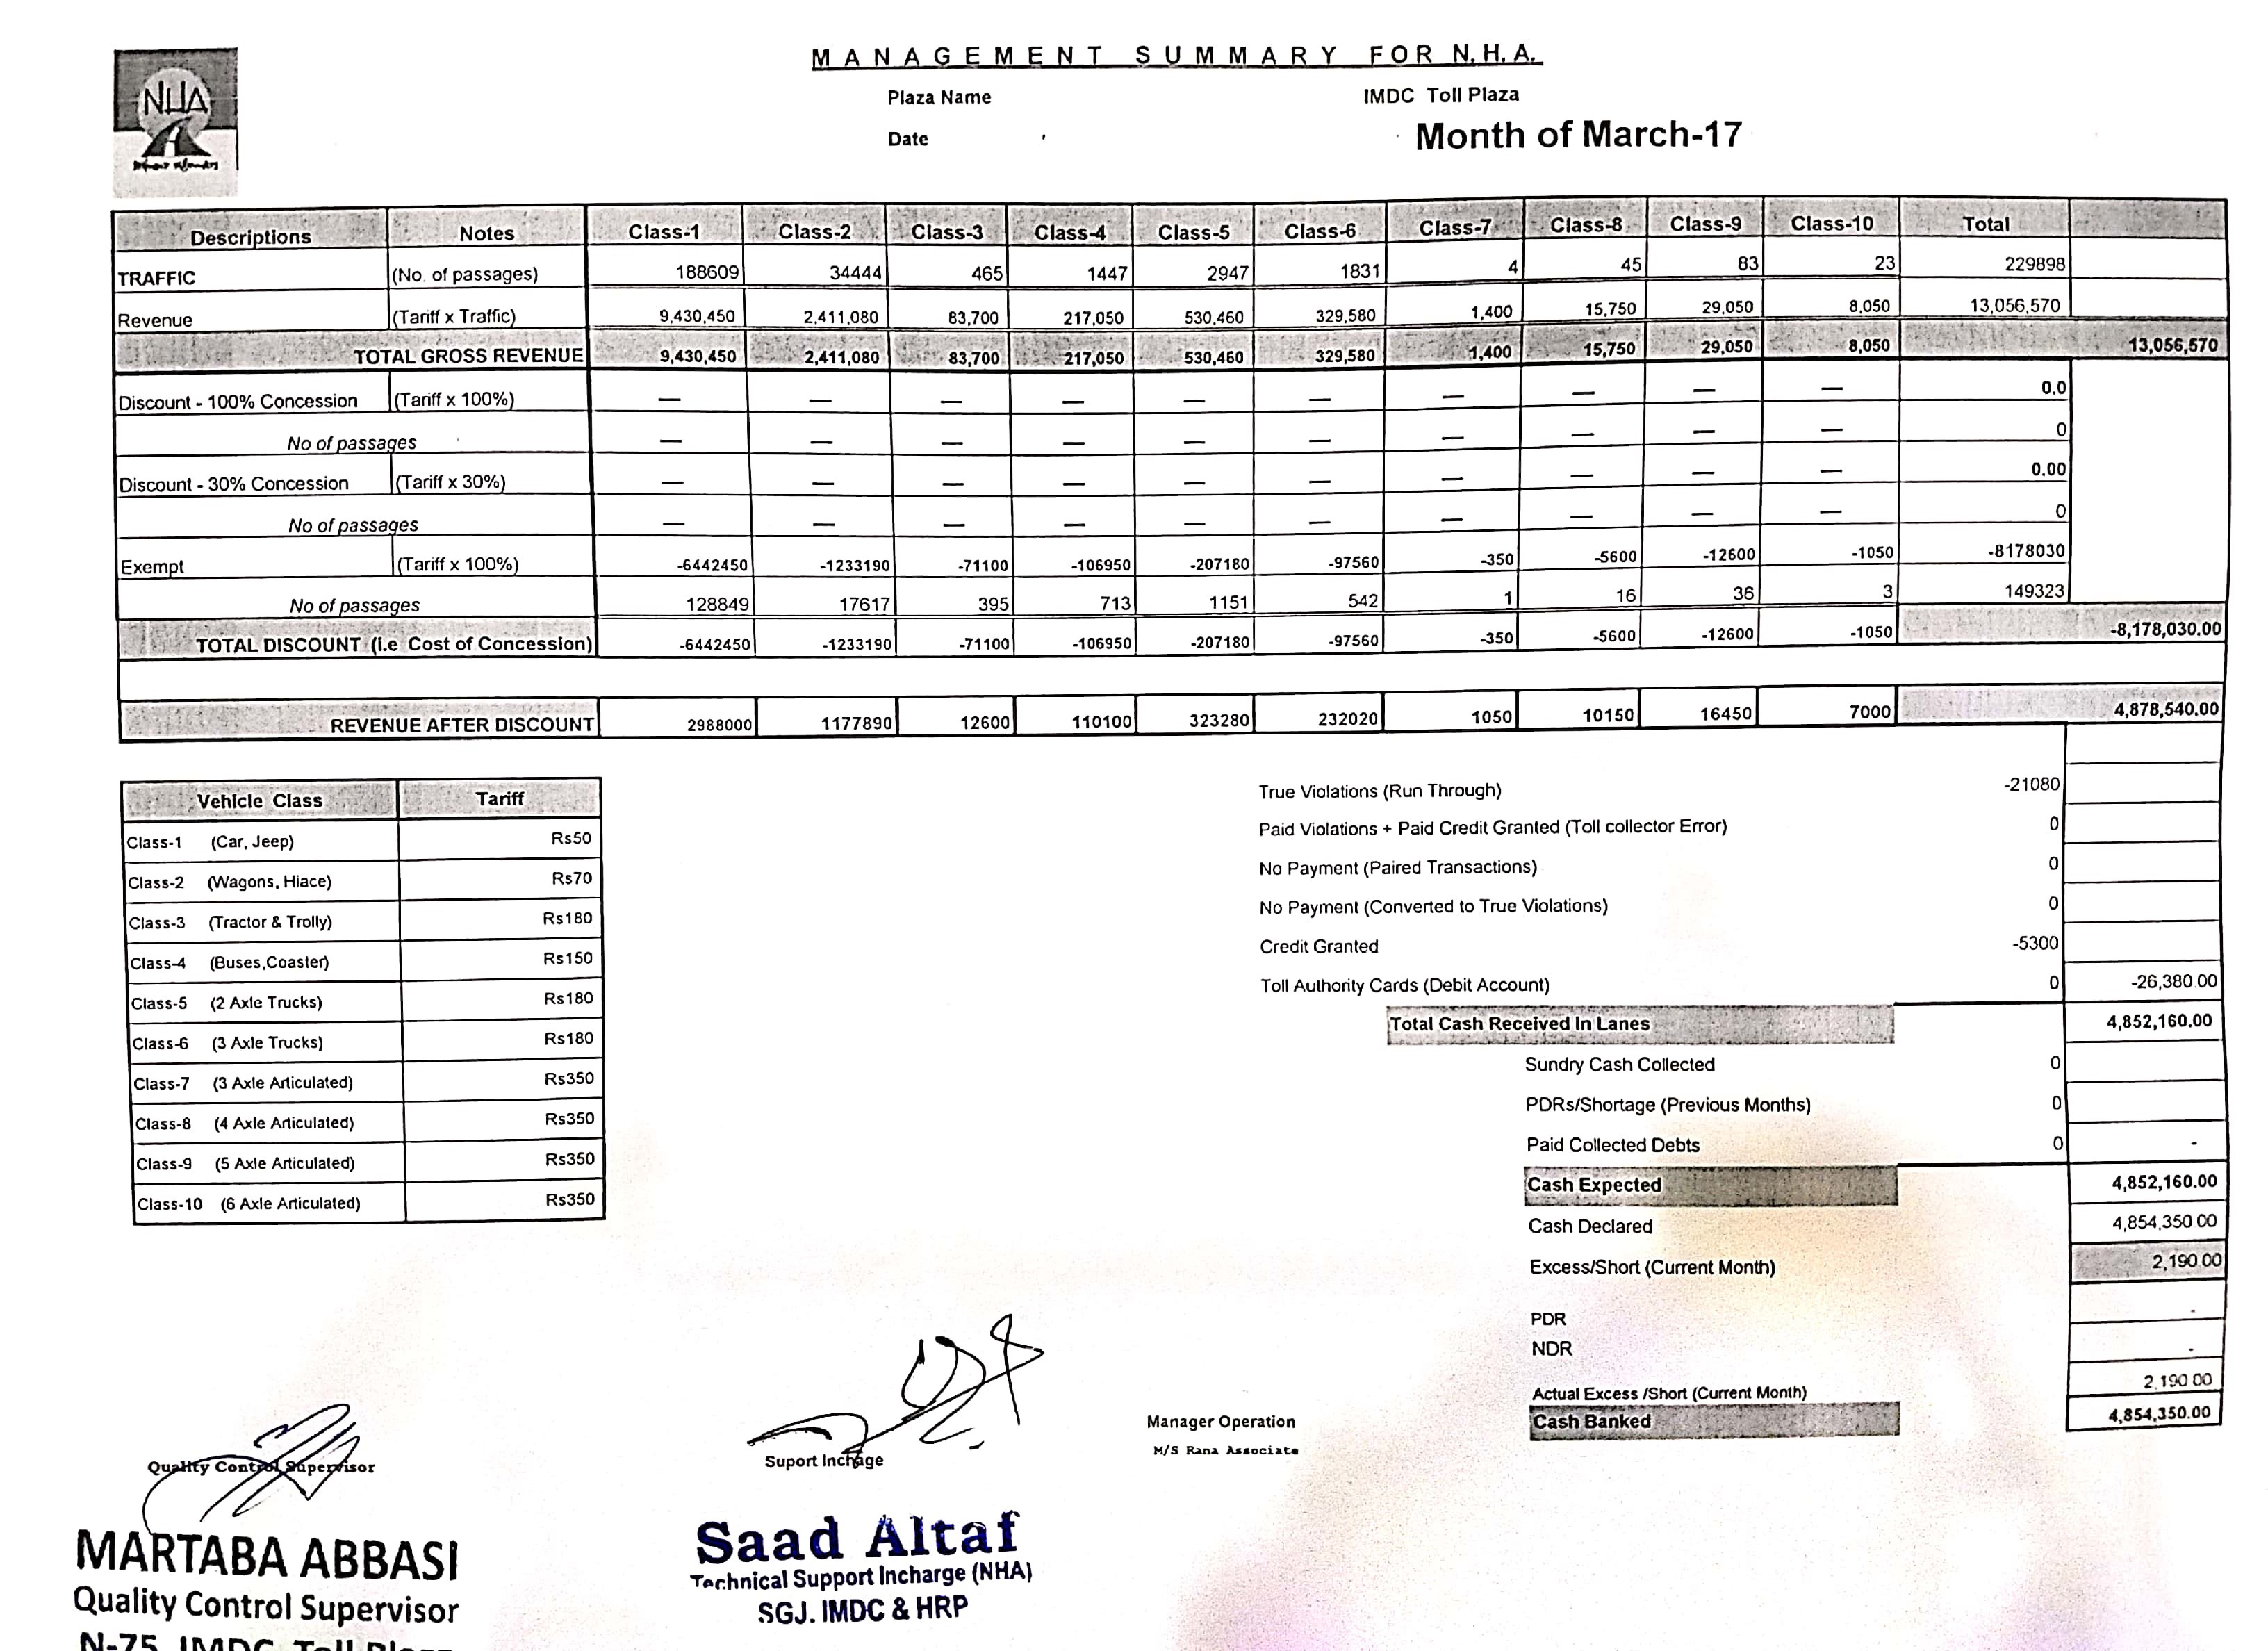 MANAGEMENT SUMMARY FOR N.H.A.
NHA
Plaza Name IMDC Toll Plaza
Date Month of March-17
Descriptions Notes Class-1 Class-2 Class-3 Class-4 Class-5 Class-6 Class-7 Class-8 Class-9 Class-10 Total
TRAFFIC (No. of passages) 188609 34444 465 1447 2947 1831 4 45 83 23 229898
Revenue (Tariff x Traffic) 9,430,450 2,411,080 83,700 217,050 530,460 329,580 1,400 15,750 29,050 8,050 13,056,570
TOTAL GROSS REVENUE 9,430,450 2,411,080 83,700 217,050 530,460 329,580 1,400 15,750 29,050 8,050 13,056,570
Discount - 100% Concession (Tariff x 100%) — — — — — — — — — — 0.0
No of passages — — — — — — — — — — 0
Discount - 30% Concession (Tariff x 30%) — — — — — — — — — — 0.00
No of passages — — — — — — — — — — 0
Exempt (Tariff x 100%) -6442450 -1233190 -71100 -106950 -207180 -97560 -350 -5600 -12600 -1050 -8178030
No of passages 128849 17617 395 713 1151 542 1 16 36 3 149323
TOTAL DISCOUNT (i.e Cost of Concession) -6442450 -1233190 -71100 -106950 -207180 -97560 -350 -5600 -12600 -1050 -8,178,030.00
REVENUE AFTER DISCOUNT 2988000 1177890 12600 110100 323280 232020 1050 10150 16450 7000 4,878,540.00
Vehicle Class Tariff
Class-1 (Car, Jeep) Rs50
Class-2 (Wagons, Hiace) Rs70
Class-3 (Tractor & Trolly) Rs180
Class-4 (Buses,Coaster) Rs150
Class-5 (2 Axle Trucks) Rs180
Class-6 (3 Axle Trucks) Rs180
Class-7 (3 Axle Articulated) Rs350
Class-8 (4 Axle Articulated) Rs350
Class-9 (5 Axle Articulated) Rs350
Class-10 (6 Axle Articulated) Rs350
True Violations (Run Through) -21080
Paid Violations + Paid Credit Granted (Toll collector Error) 0
No Payment (Paired Transactions) 0
No Payment (Converted to True Violations) 0
Credit Granted -5300
Toll Authority Cards (Debit Account) 0 -26,380.00
Total Cash Received In Lanes 4,852,160.00
Sundry Cash Collected 0
PDRs/Shortage (Previous Months) 0
Paid Collected Debts 0 -
Cash Expected 4,852,160.00
Cash Declared 4,854,350.00
Excess/Short (Current Month) 2,190.00
PDR -
NDR -
Actual Excess /Short (Current Month) 2,190.00
Cash Banked 4,854,350.00
Quality Control Supervisor
Suport Inchage
Manager Operation
M/S Rana Associate
MARTABA ABBASI
Quality Control Supervisor
N-75, IMDC, Toll Plaza
Saad Altaf
Technical Support Incharge (NHA)
SGJ. IMDC & HRP